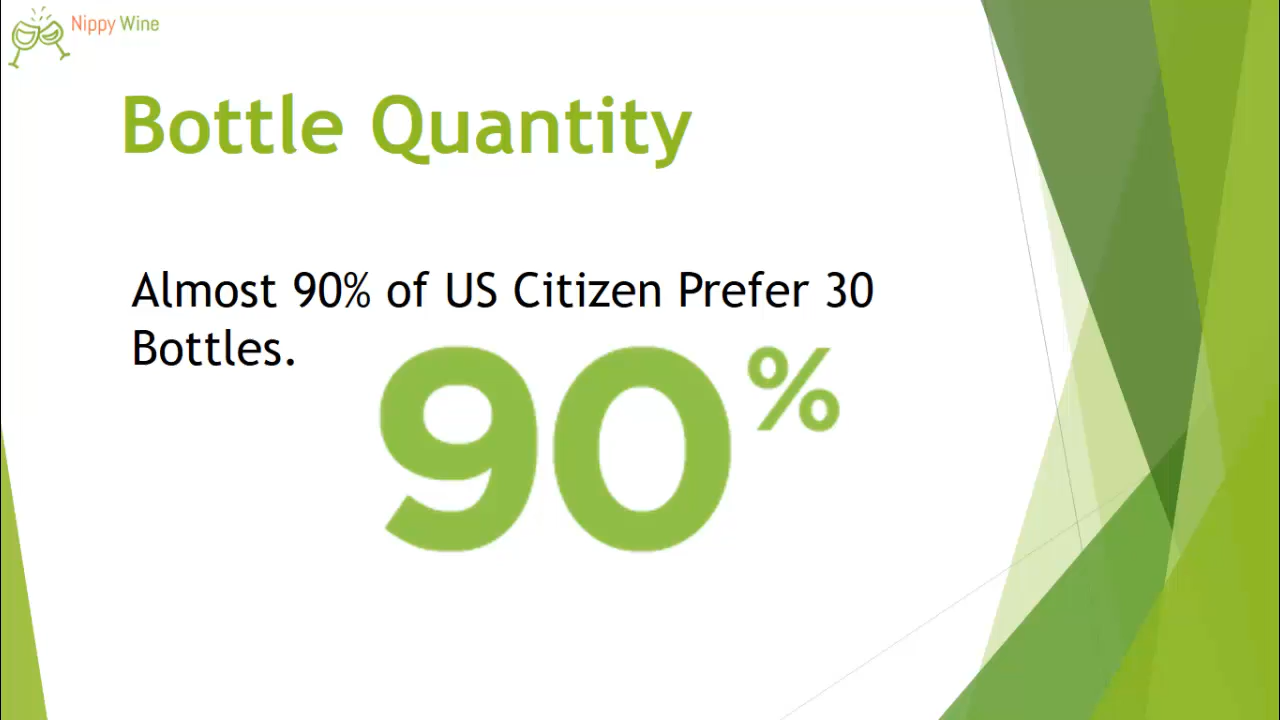 Nippy Wine
Bottle Quantity
Almost 90% of US Citizen Prefer 30
Bottles.
90%